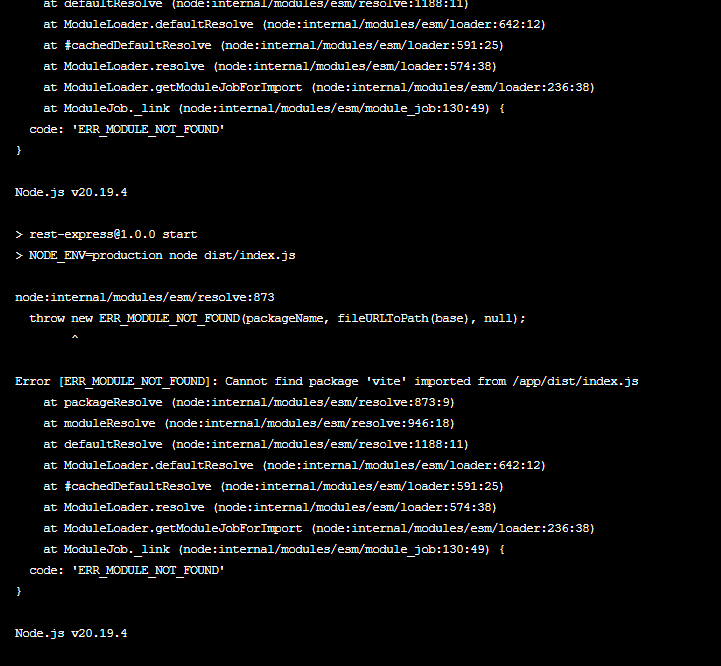 at defaultResolve (node:internal/modules/esm/resolve:1188:11)
at ModuleLoader.defaultResolve (node:internal/modules/esm/loader:642:12)
at #cachedDefaultResolve (node:internal/modules/esm/loader:591:25)
at ModuleLoader.resolve (node:internal/modules/esm/loader:574:38)
at ModuleLoader.getModuleJobForImport (node:internal/modules/esm/loader:236:38)
at ModuleJob._link (node:internal/modules/esm/module_job:130:49) {
code: 'ERR_MODULE_NOT_FOUND'
}
Node.js v20.19.4
> rest-express@1.0.0 start
> NODE_ENV=production node dist/index.js
node:internal/modules/esm/resolve:873
throw new ERR_MODULE_NOT_FOUND(packageName, fileURLToPath(base), null);
^
Error [ERR_MODULE_NOT_FOUND]: Cannot find package 'vite' imported from /app/dist/index.js
at packageResolve (node:internal/modules/esm/resolve:873:9)
at moduleResolve (node:internal/modules/esm/resolve:946:18)
at defaultResolve (node:internal/modules/esm/resolve:1188:11)
at ModuleLoader.defaultResolve (node:internal/modules/esm/loader:642:12)
at #cachedDefaultResolve (node:internal/modules/esm/loader:591:25)
at ModuleLoader.resolve (node:internal/modules/esm/loader:574:38)
at ModuleLoader.getModuleJobForImport (node:internal/modules/esm/loader:236:38)
at ModuleJob._link (node:internal/modules/esm/module_job:130:49) {
code: 'ERR_MODULE_NOT_FOUND'
}
Node.js v20.19.4